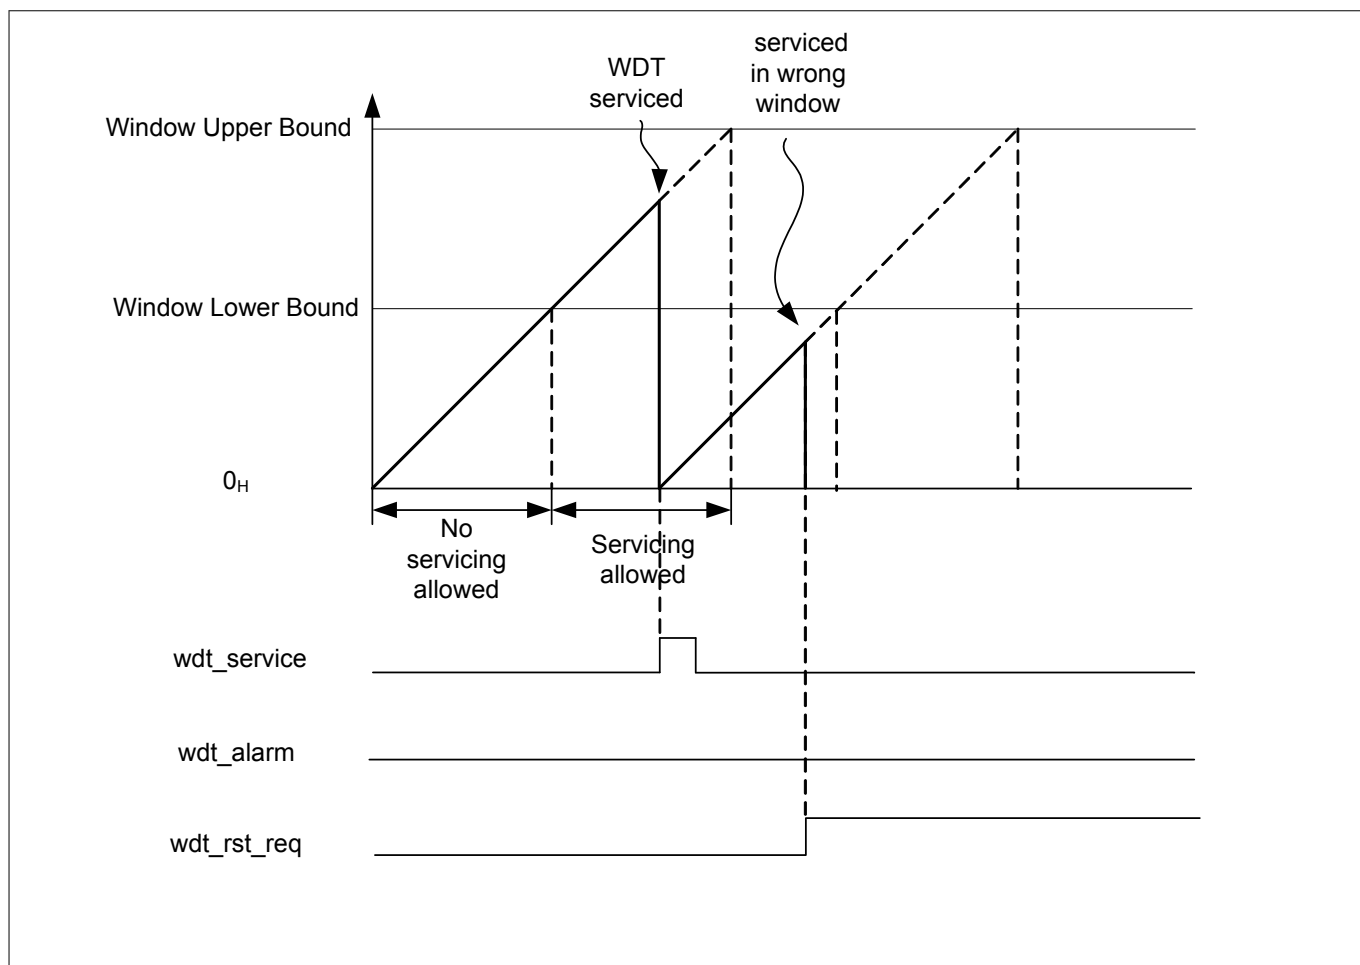 serviced
in wrong
window
WDT
serviced
Window Upper Bound
Window Lower Bound
0H
No
servicing
allowed
Servicing
allowed
wdt_service
wdt_alarm
wdt_rst_req